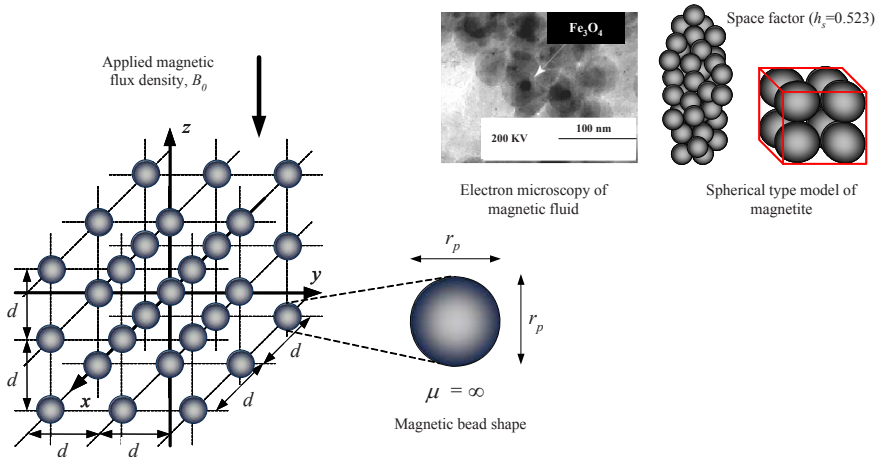 Applied magnetic
flux density, B₀
z
y
x
d
d
d
d
d
d
Fe₃O₄
200 KV
100 nm
Electron microscopy of
magnetic fluid
Space factor (hₛ=0.523)
Spherical type model of
magnetite
rₚ
rₚ
μ = ∞
Magnetic bead shape